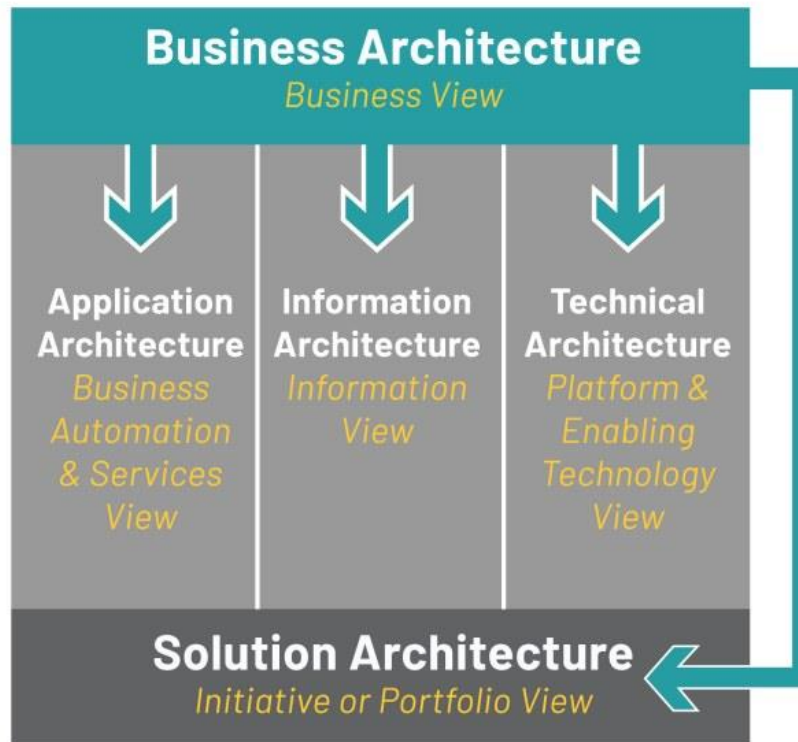 Business Architecture
Business View
Application
Architecture
Business
Automation
& Services
View
Information
Architecture
Information
View
Technical
Architecture
Platform &
Enabling
Technology
View
Solution Architecture
Initiative or Portfolio View